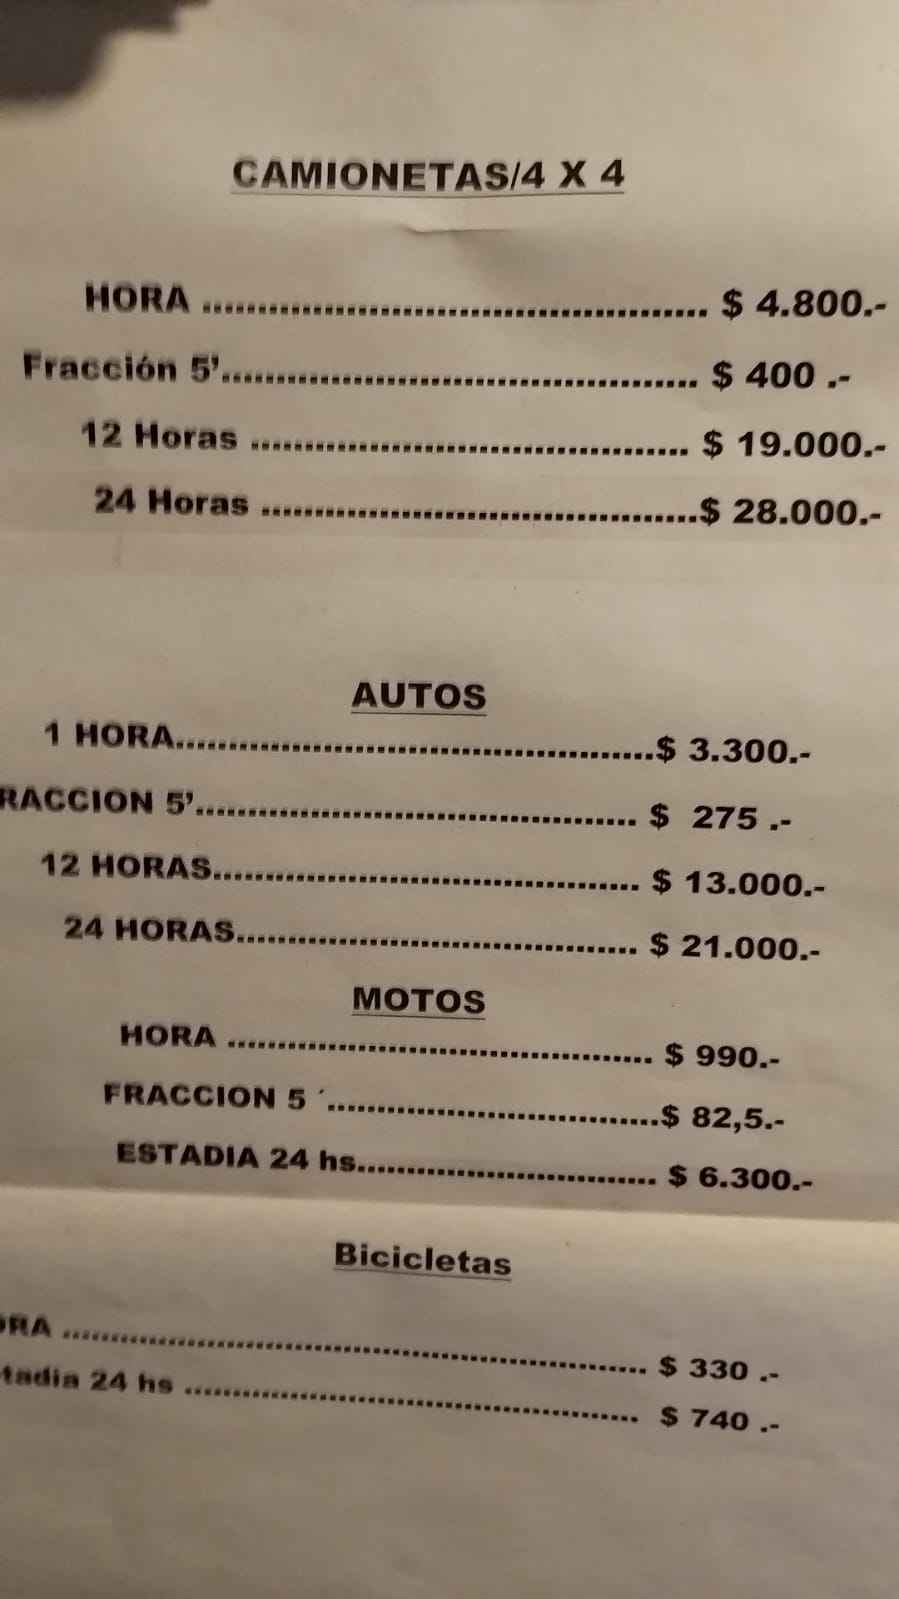 CAMIONETAS/4 X 4
HORA ............................................... $ 4.800.-
Fracción 5'............................................ $ 400 .-
12 Horas ......................................... $ 19.000.-
24 Horas .........................................$ 28.000.-
AUTOS
1 HORA.............................................$ 3.300.-
RACCION 5'......................................... $ 275 .-
12 HORAS........................................ $ 13.000.-
24 HORAS...................................... $ 21.000.-
MOTOS
HORA ........................................ $ 990.-
FRACCION 5 ´...............................$ 82,5.-
ESTADIA 24 hs............................ $ 6.300.-
Bicicletas
ORA ....................................................... $ 330 .-
tadia 24 hs ........................................... $ 740 .-